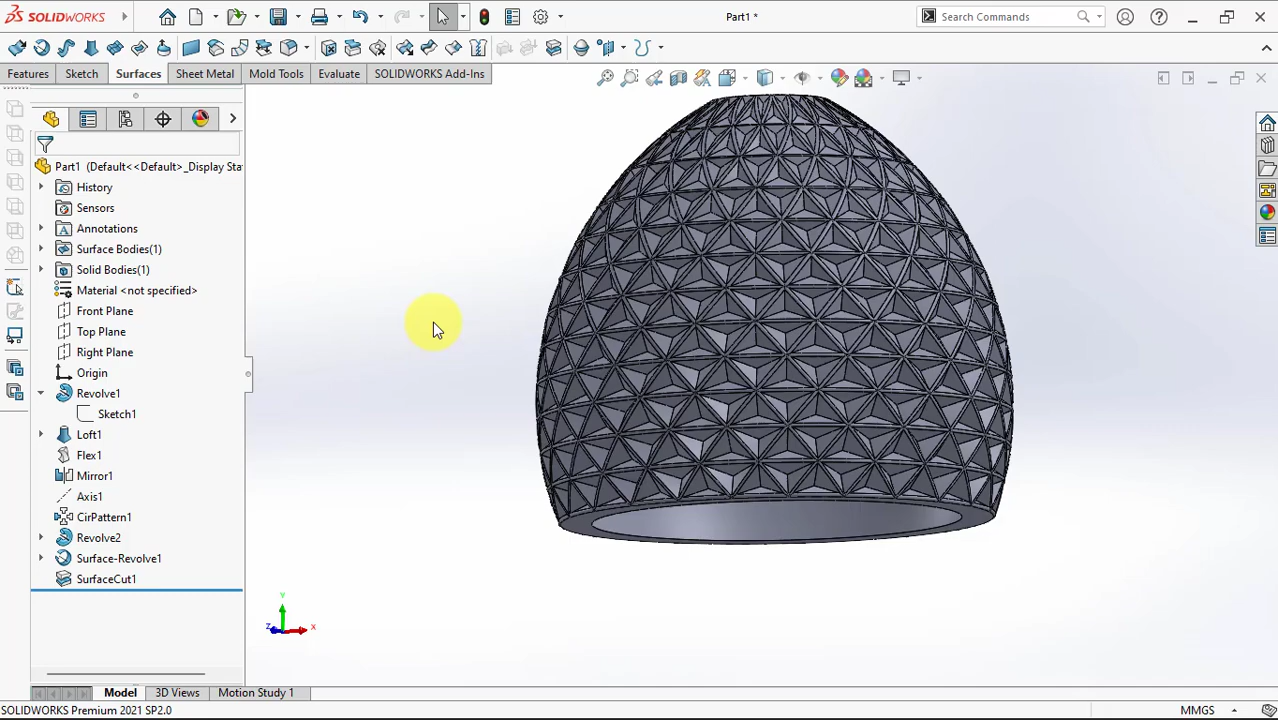 SOLIDWORKS
Part1 *
Search Commands
Features
Sketch
Surfaces
Sheet Metal
Mold Tools
Evaluate
SOLIDWORKS Add-Ins
Part1 (Default<<Default>_Display Sta
History
Sensors
Annotations
Surface Bodies(1)
Solid Bodies(1)
Material <not specified>
Front Plane
Top Plane
Right Plane
Origin
Revolve1
Sketch1
Loft1
Flex1
Mirror1
Axis1
CirPattern1
Revolve2
Surface-Revolve1
SurfaceCut1
Y
Z
X
Model
3D Views
Motion Study 1
SOLIDWORKS Premium 2021 SP2.0
MMGS